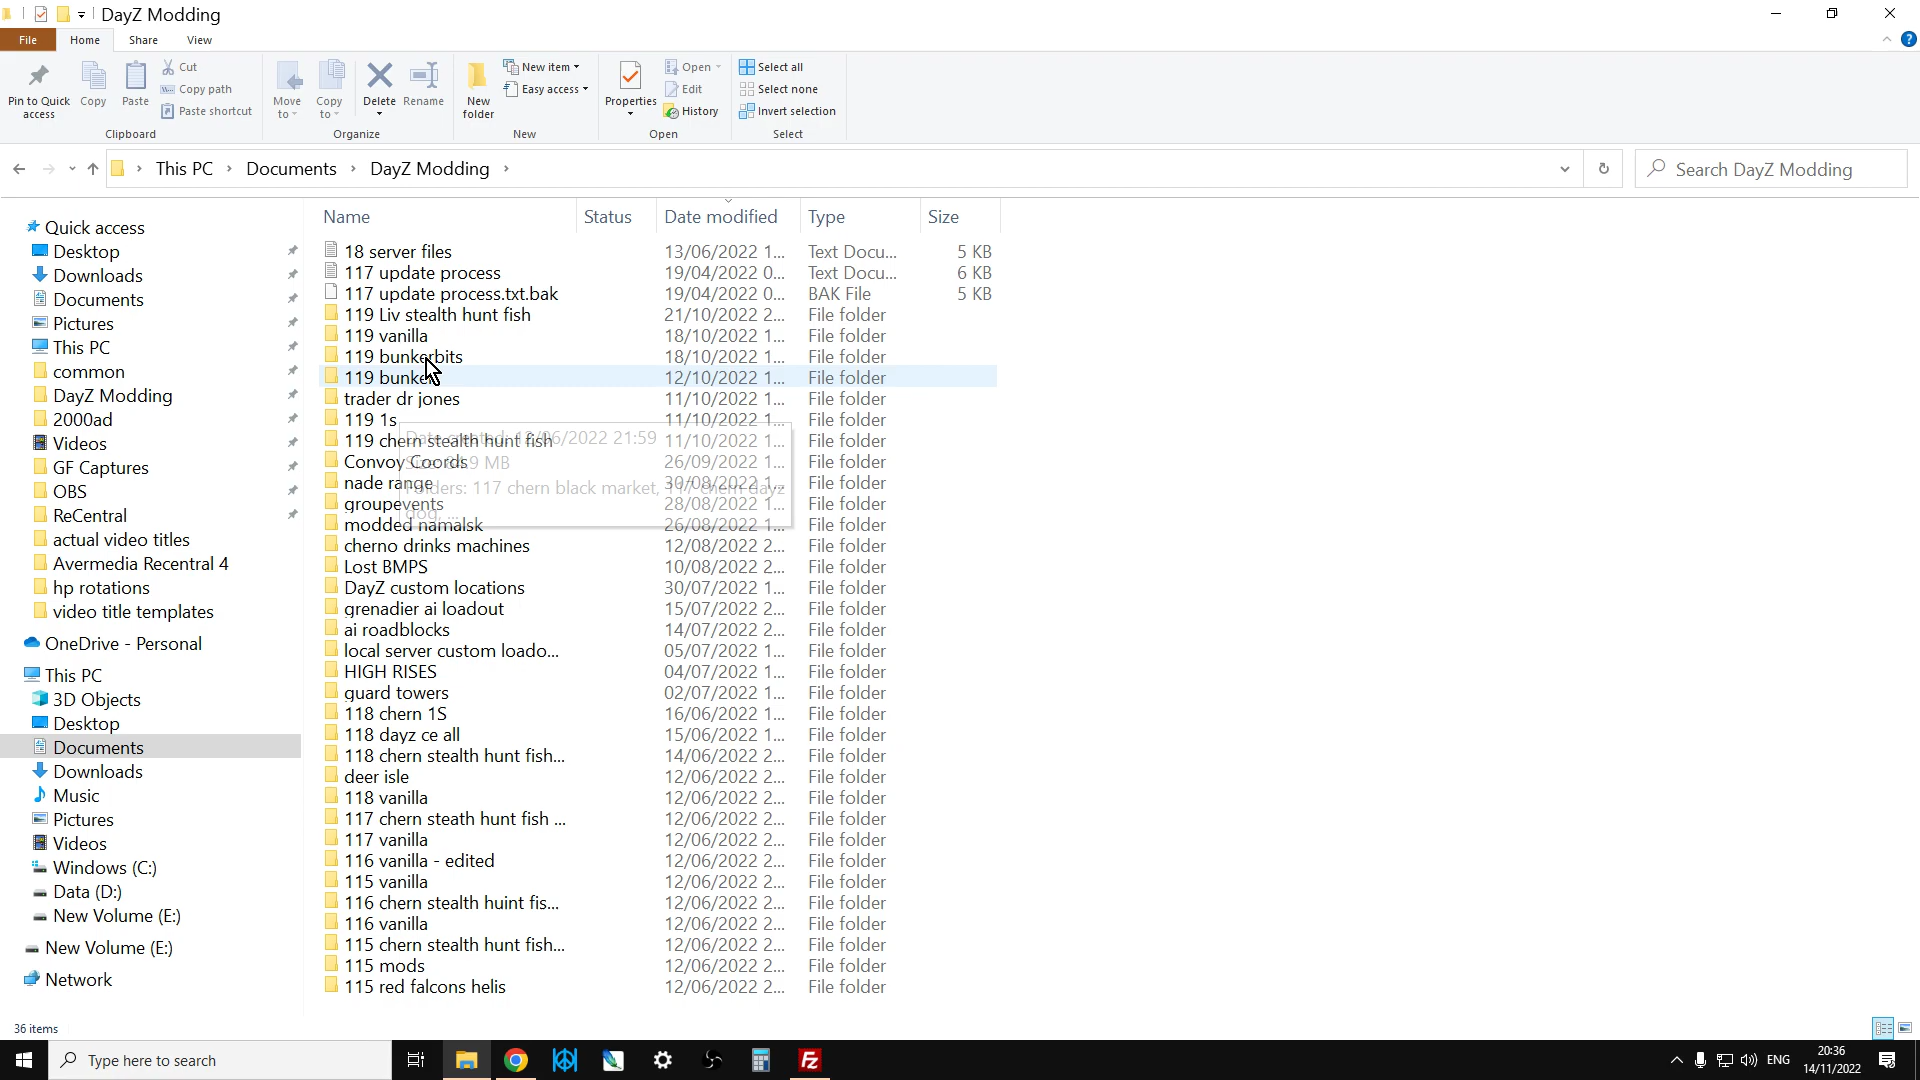 DayZ Modding
File
Home
Share
View
Pin to Quick access
Copy
Paste
Cut
Copy path
Paste shortcut
Clipboard
Move to
Copy to
Delete
Rename
Organize
New folder
New item
Easy access
New
Properties
Open
Edit
History
Open
Select all
Select none
Invert selection
Select
This PC
Documents
DayZ Modding
Search DayZ Modding
Quick access
Desktop
Downloads
Documents
Pictures
This PC
common
DayZ Modding
2000ad
Videos
GF Captures
OBS
ReCentral
actual video titles
Avermedia Recentral 4
hp rotations
video title templates
OneDrive - Personal
This PC
3D Objects
Desktop
Documents
Downloads
Music
Pictures
Videos
Windows (C:)
Data (D:)
New Volume (E:)
New Volume (E:)
Network
Name Status Date modified Type Size
18 server files 13/06/2022 1... Text Docu... 5 KB
117 update process 19/04/2022 0... Text Docu... 6 KB
117 update process.txt.bak 19/04/2022 0... BAK File 5 KB
119 Liv stealth hunt fish 21/10/2022 2... File folder
119 vanilla 18/10/2022 1... File folder
119 bunkerbits 18/10/2022 1... File folder
119 bunker 12/10/2022 1... File folder
trader dr jones 11/10/2022 1... File folder
119 1s 11/10/2022 1... File folder
119 chern stealth hunt fish 11/10/2022 1... File folder
Convoy Coords 26/09/2022 1... File folder
nade range 30/08/2022 1... File folder
groupevents 28/08/2022 1... File folder
modded namalsk 26/08/2022 1... File folder
cherno drinks machines 12/08/2022 2... File folder
Lost BMPS 10/08/2022 2... File folder
DayZ custom locations 30/07/2022 1... File folder
grenadier ai loadout 15/07/2022 2... File folder
ai roadblocks 14/07/2022 2... File folder
local server custom loado... 05/07/2022 1... File folder
HIGH RISES 04/07/2022 1... File folder
guard towers 02/07/2022 1... File folder
118 chern 1S 16/06/2022 1... File folder
118 dayz ce all 15/06/2022 1... File folder
118 chern stealth hunt fish... 14/06/2022 2... File folder
deer isle 12/06/2022 2... File folder
118 vanilla 12/06/2022 2... File folder
117 chern steath hunt fish ... 12/06/2022 2... File folder
117 vanilla 12/06/2022 2... File folder
116 vanilla - edited 12/06/2022 2... File folder
115 vanilla 12/06/2022 2... File folder
116 chern stealth huint fis... 12/06/2022 2... File folder
116 vanilla 12/06/2022 2... File folder
115 chern stealth hunt fish... 12/06/2022 2... File folder
115 mods 12/06/2022 2... File folder
115 red falcons helis 12/06/2022 2... File folder
Date created: 12/06/2022 21:59
MB
Folders: 117 chern black market, 117 chern dayz
dog, ...
36 items
Type here to search
ENG
20:36
14/11/2022